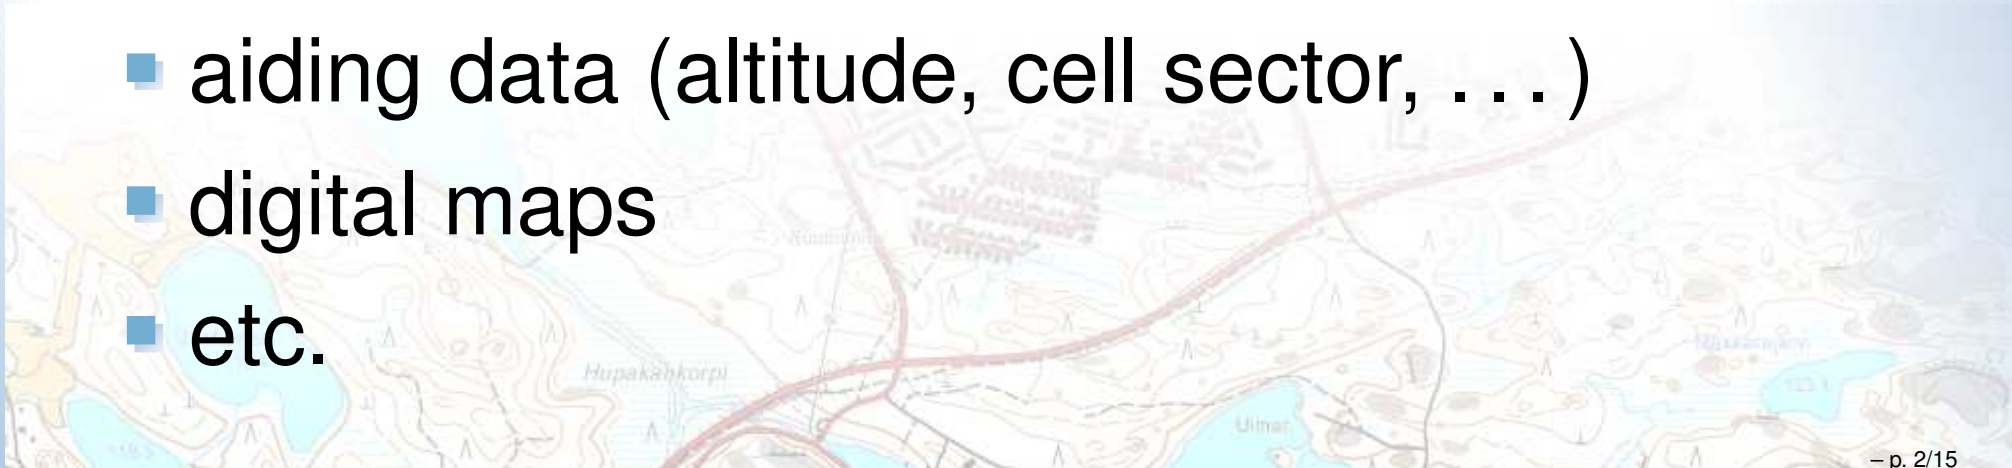 aiding data (altitude, cell sector, . . . )
digital maps
etc.
Hupakankorpi
– p. 2/15